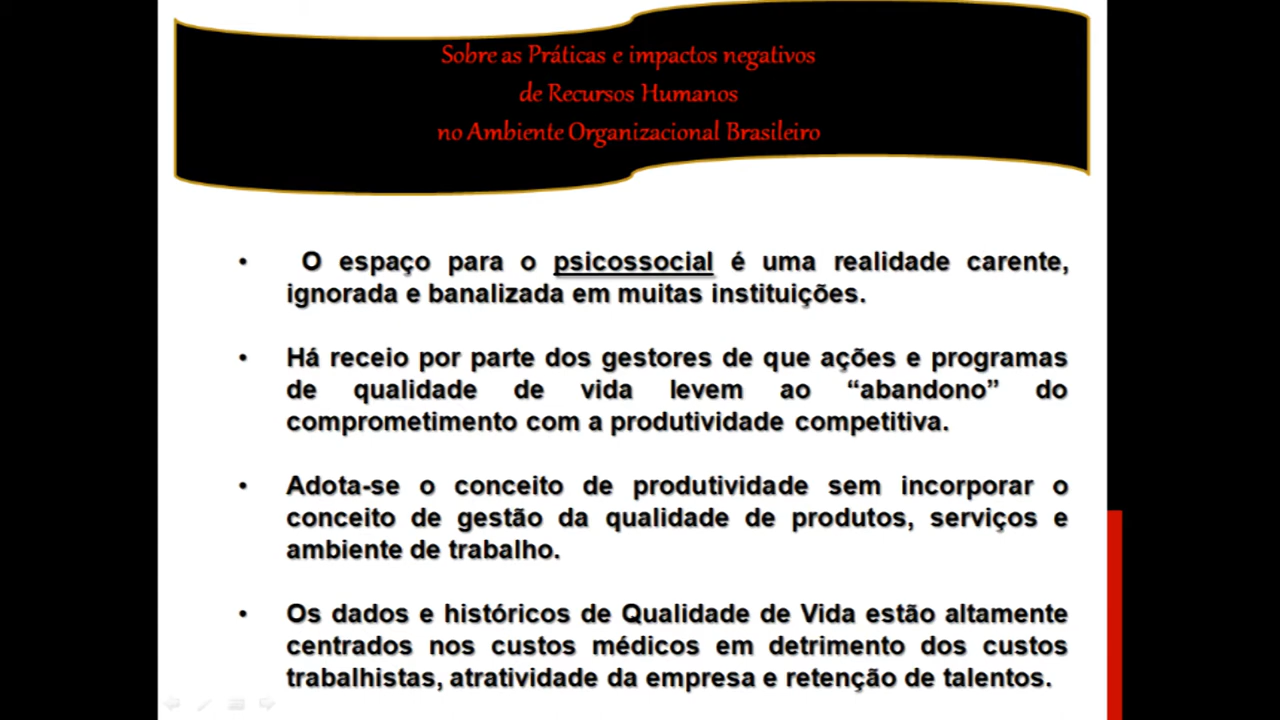 Sobre as Práticas e impactos negativos
de Recursos Humanos
no Ambiente Organizacional Brasileiro
• O espaço para o psicossocial é uma realidade carente,
ignorada e banalizada em muitas instituições.
• Há receio por parte dos gestores de que ações e programas
de qualidade de vida levem ao “abandono” do
comprometimento com a produtividade competitiva.
• Adota-se o conceito de produtividade sem incorporar o
conceito de gestão da qualidade de produtos, serviços e
ambiente de trabalho.
• Os dados e históricos de Qualidade de Vida estão altamente
centrados nos custos médicos em detrimento dos custos
trabalhistas, atratividade da empresa e retenção de talentos.